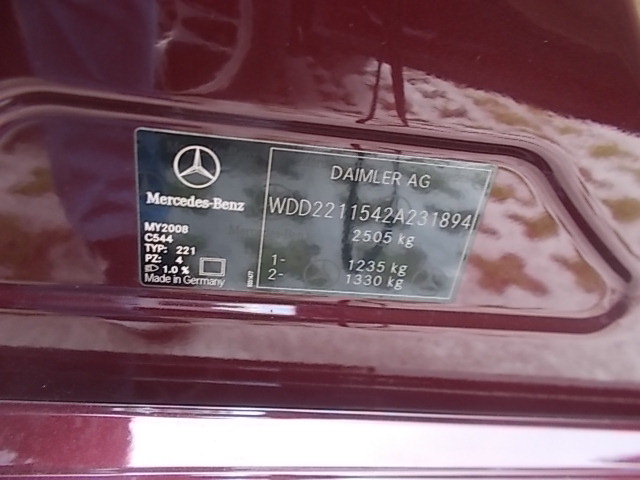 Mercedes-Benz
MY2008
C544
TYP: 221
PZ: 4
1.0 %
Made in Germany
DAIMLER AG
WDD2211542A231894
2505 kg
1- 1235 kg
2- 1330 kg